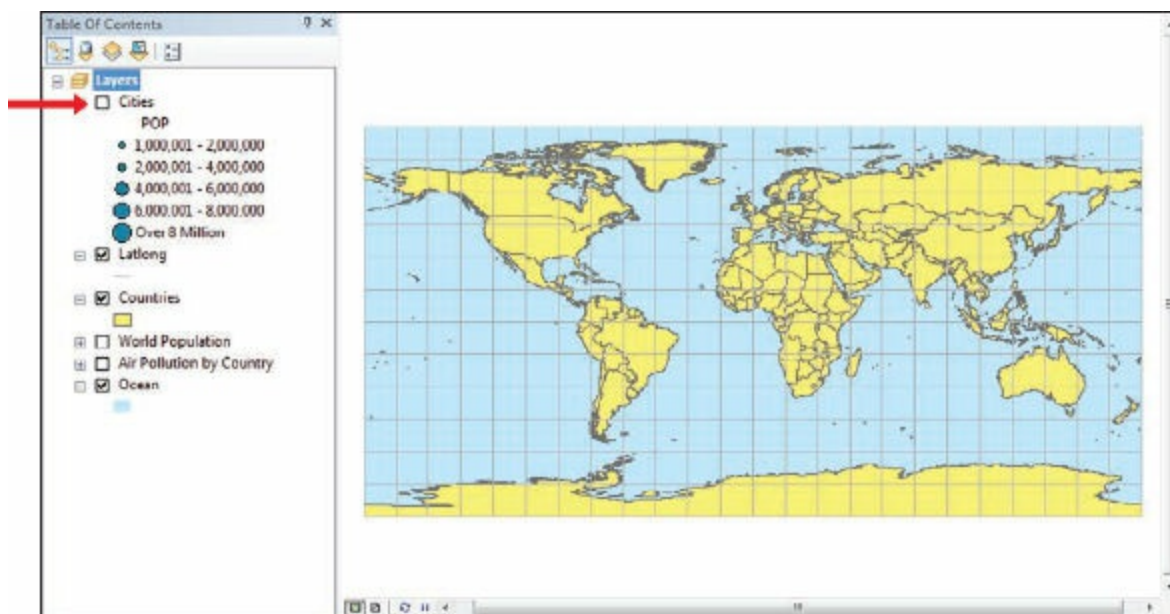 Table Of Contents
Layers
Cities
POP
1,000,001 - 2,000,000
2,000,001 - 4,000,000
4,000,001 - 6,000,000
6,000,001 - 8,000,000
Over 8 Million
Latlong
Countries
World Population
Air Pollution by Country
Ocean